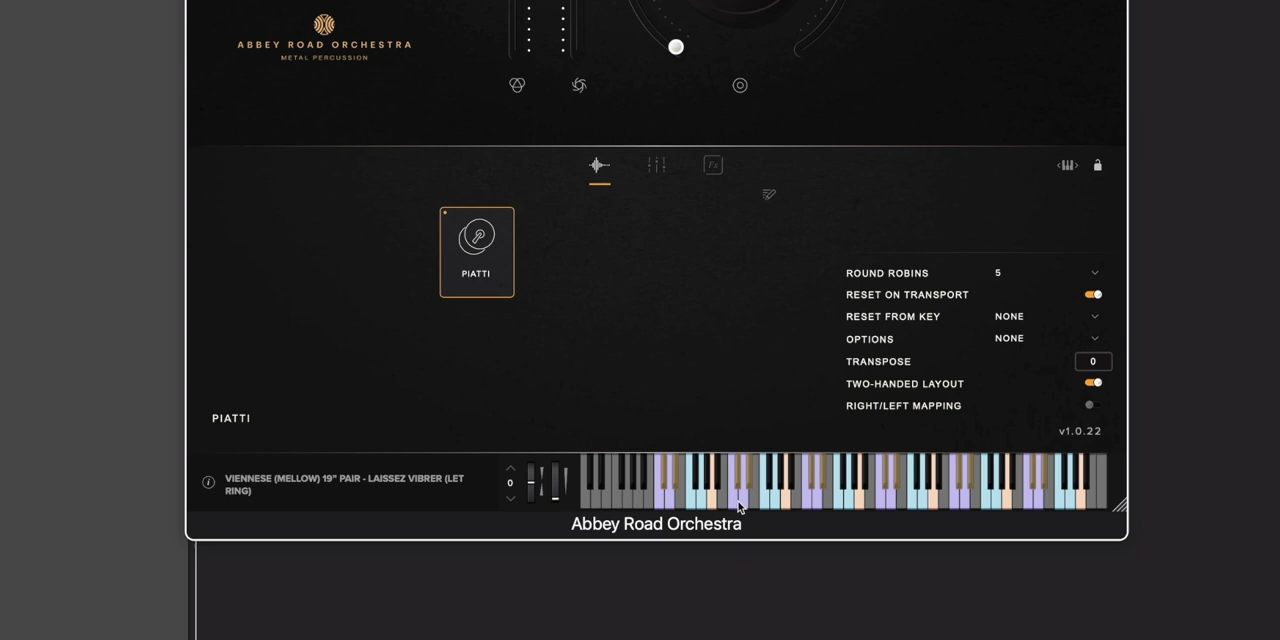 ABBEY ROAD ORCHESTRA
METAL PERCUSSION
Fx
PIATTI
ROUND ROBINS 5
RESET ON TRANSPORT
RESET FROM KEY NONE
OPTIONS NONE
TRANSPOSE 0
TWO-HANDED LAYOUT
RIGHT/LEFT MAPPING
PIATTI
v1.0.22
VIENNESE (MELLOW) 19" PAIR - LAISSEZ VIBRER (LET
RING)
0
Abbey Road Orchestra